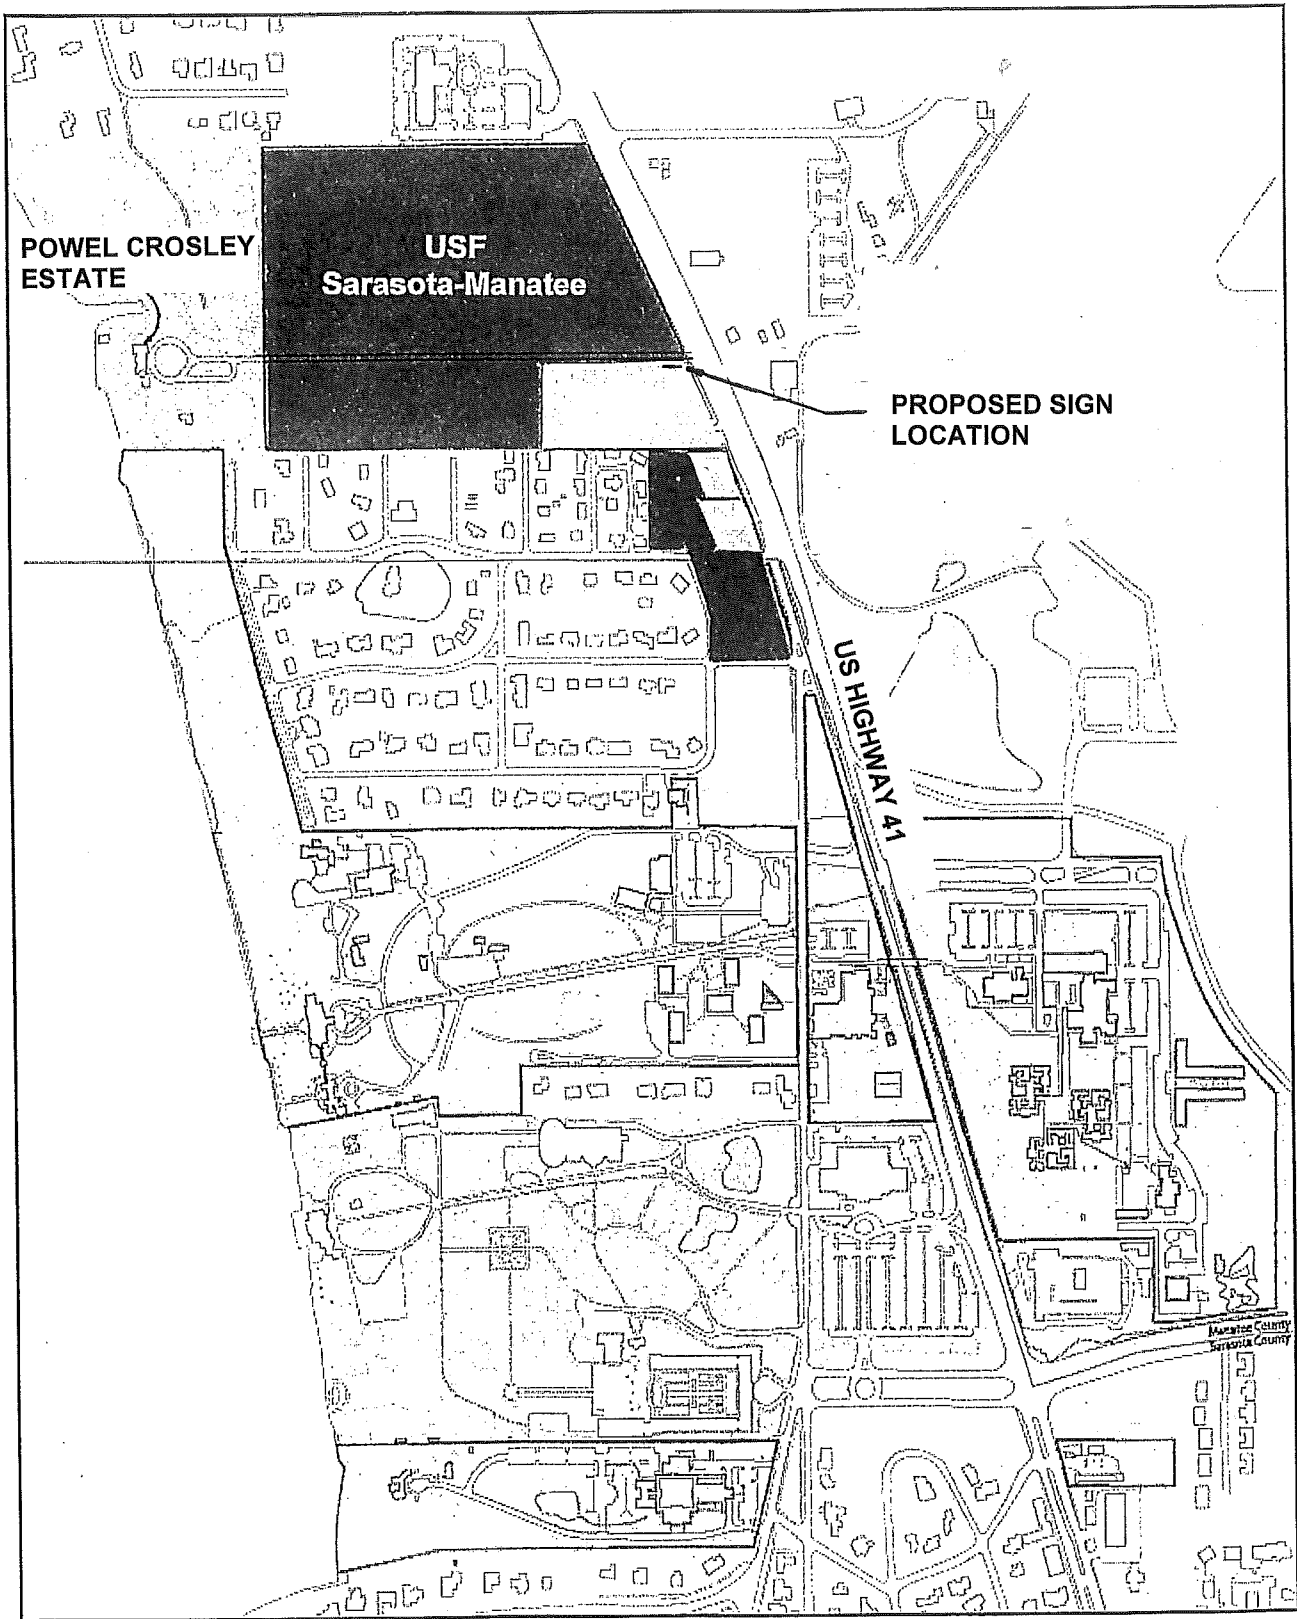 POWEL CROSLEY
ESTATE
USF
Sarasota-Manatee
PROPOSED SIGN
LOCATION
US HIGHWAY 41
Manatee County
Sarasota County